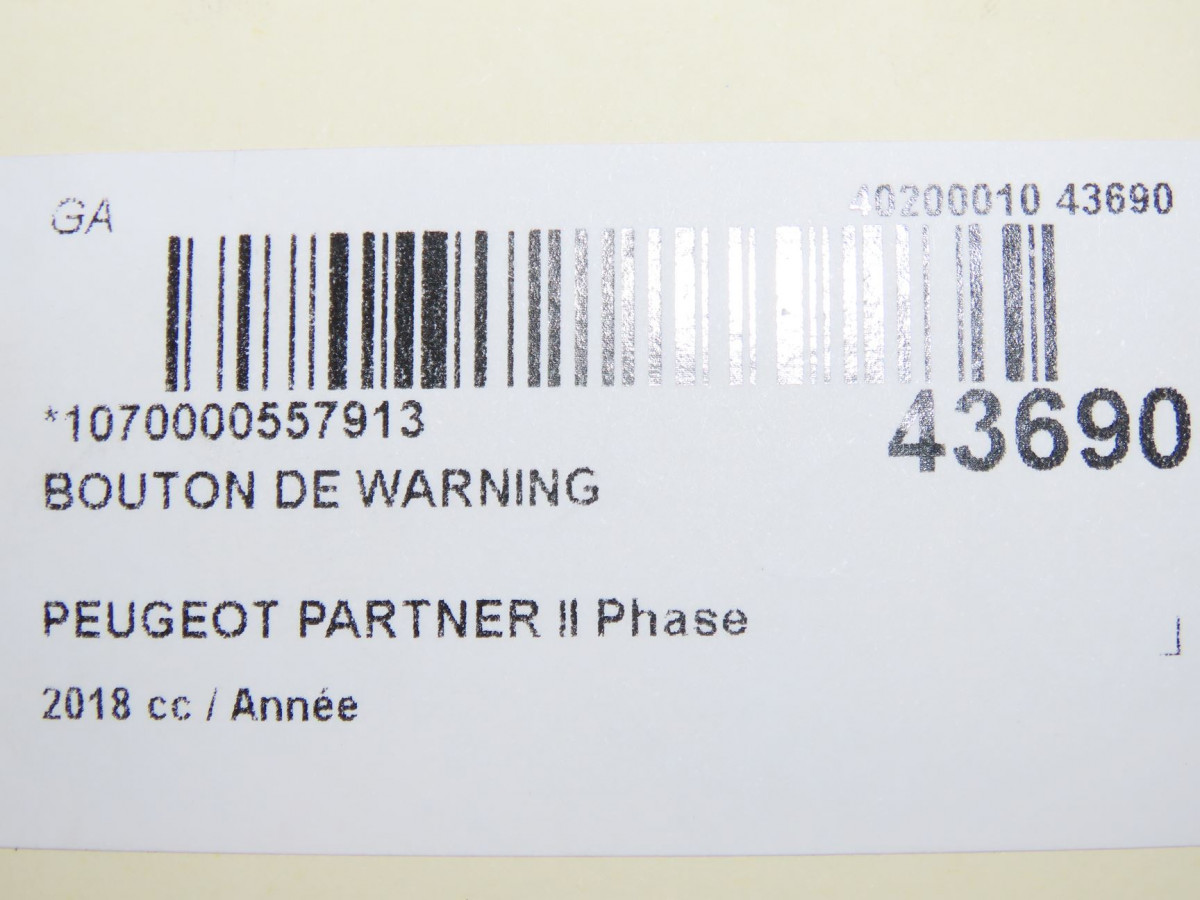 GA
40200010 43690
*1070000557913
43690
BOUTON DE WARNING
PEUGEOT PARTNER II Phase
2018 cc / Année